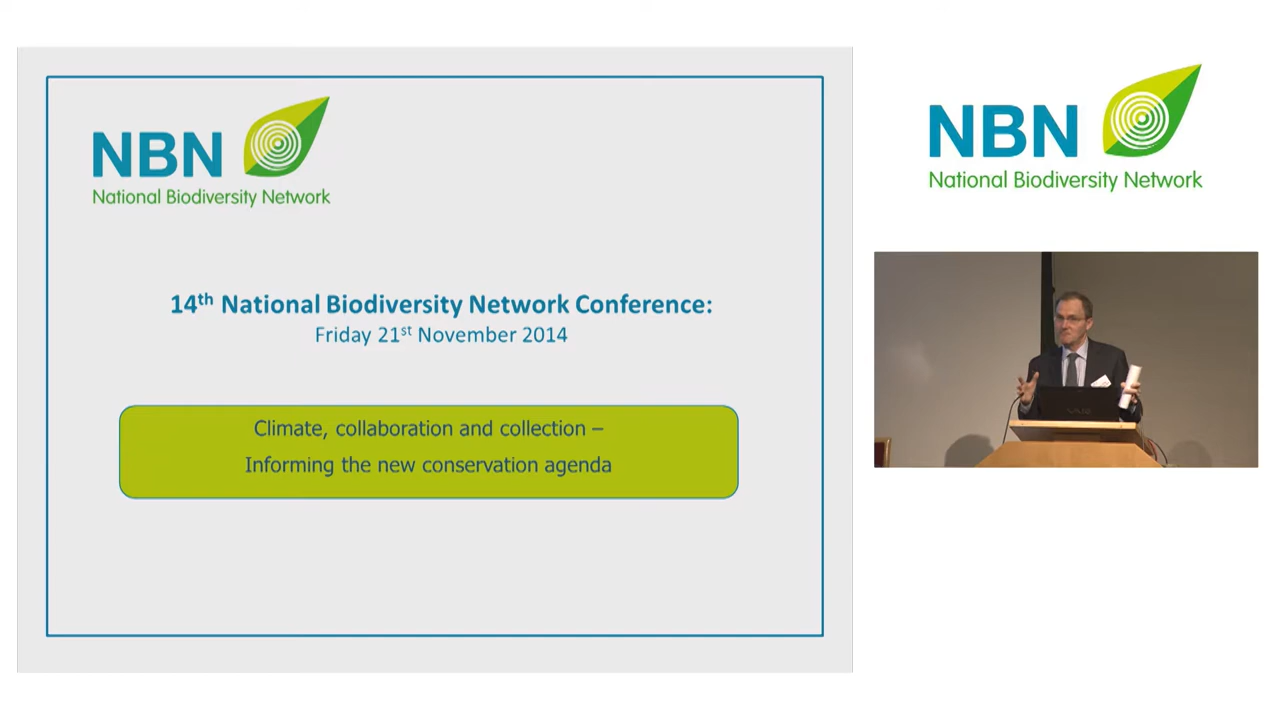 NBN
National Biodiversity Network
14th National Biodiversity Network Conference:
Friday 21st November 2014
Climate, collaboration and collection –
Informing the new conservation agenda
NBN
National Biodiversity Network
VAIO